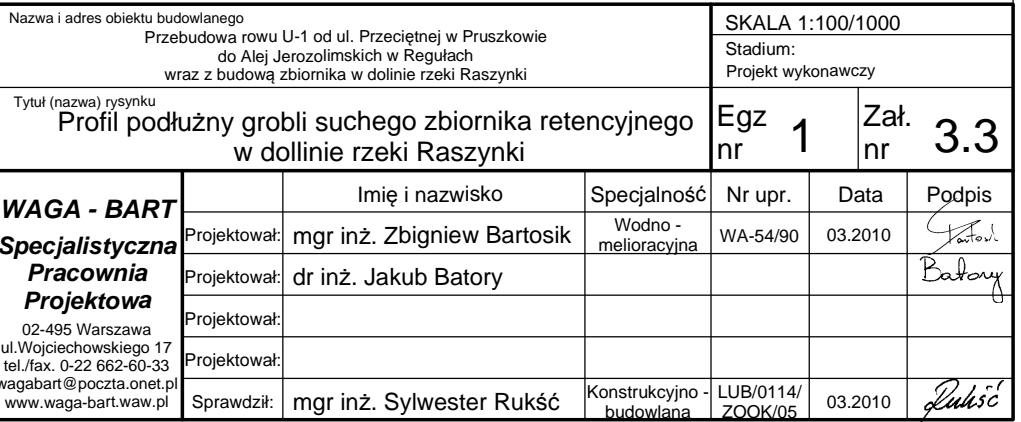 Nazwa i adres obiektu budowlanego
Przebudowa rowu U-1 od ul. Przeciętnej w Pruszkowie
do Alej Jerozolimskich w Regułach
wraz z budową zbiornika w dolinie rzeki Raszynki
SKALA 1:100/1000
Stadium:
Projekt wykonawczy
Tytuł (nazwa) rysynku
Profil podłużny grobli suchego zbiornika retencyjnego
w dollinie rzeki Raszynki
Egz nr 1
Zał. nr 3.3
WAGA - BART
Specjalistyczna
Pracownia
Projektowa
02-495 Warszawa
ul.Wojciechowskiego 17
tel./fax. 0-22 662-60-33
wagabart@poczta.onet.pl
www.waga-bart.waw.pl
Imię i nazwisko Specjalność Nr upr. Data Podpis
Projektował: mgr inż. Zbigniew Bartosik Wodno - melioracyjna WA-54/90 03.2010
Projektował: dr inż. Jakub Batory Batory
Projektował:
Projektował:
Sprawdził: mgr inż. Sylwester Rukść Konstrukcyjno - budowlana LUB/0114/ZOOK/05 03.2010 Rukść